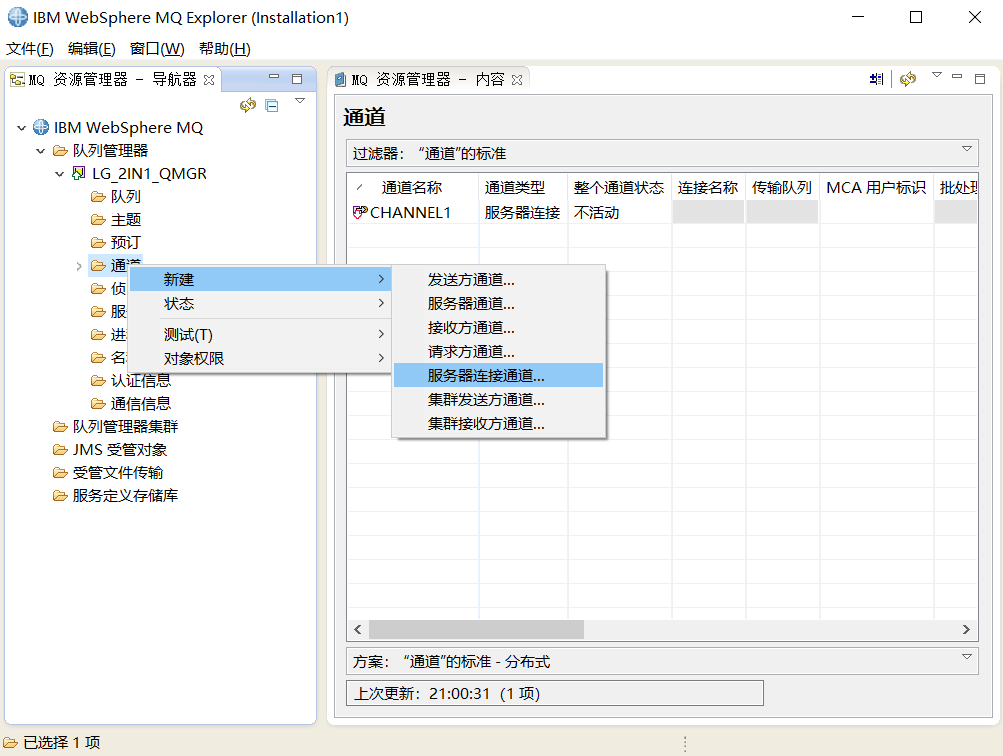 IBM WebSphere MQ Explorer (Installation1)
文件(F) 编辑(E) 窗口(W) 帮助(H)
MQ 资源管理器 - 导航器
IBM WebSphere MQ
队列管理器
LG_2IN1_QMGR
队列
主题
预订
通道
侦
服
进
名
认证信息
通信信息
队列管理器集群
JMS 受管对象
受管文件传输
服务定义存储库
新建
状态
测试(T)
对象权限
发送方通道...
服务器通道...
接收方通道...
请求方通道...
服务器连接通道...
集群发送方通道...
集群接收方通道...
MQ 资源管理器 - 内容
通道
过滤器: “通道”的标准
通道名称 通道类型 整个通道状态 连接名称 传输队列 MCA 用户标识 批处理
CHANNEL1 服务器连接 不活动
方案: “通道”的标准 - 分布式
上次更新: 21:00:31 (1 项)
已选择 1 项